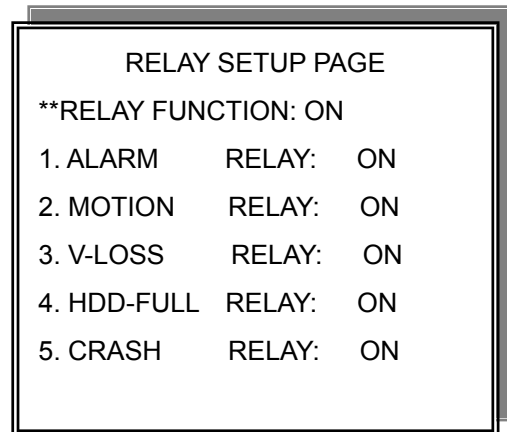 RELAY SETUP PAGE
**RELAY FUNCTION: ON
1. ALARM RELAY: ON
2. MOTION RELAY: ON
3. V-LOSS RELAY: ON
4. HDD-FULL RELAY: ON
5. CRASH RELAY: ON